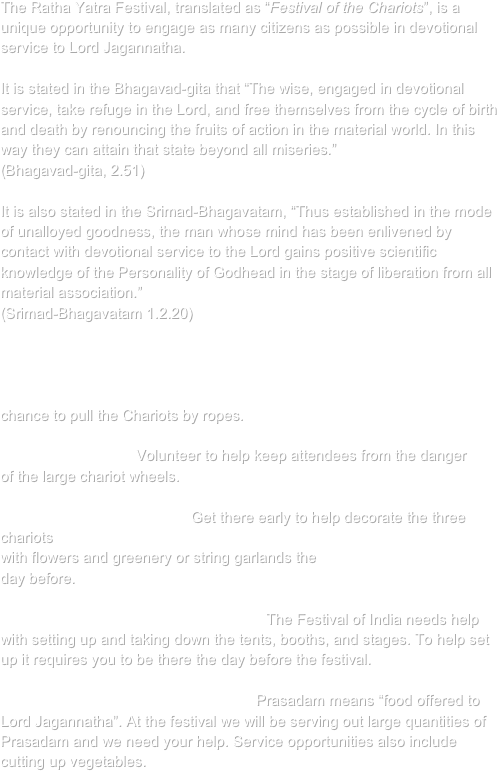 The Ratha Yatra Festival, translated as “Festival of the Chariots”, is a
unique opportunity to engage as many citizens as possible in devotional
service to Lord Jagannatha.
It is stated in the Bhagavad-gita that “The wise, engaged in devotional
service, take refuge in the Lord, and free themselves from the cycle of birth
and death by renouncing the fruits of action in the material world. In this
way they can attain that state beyond all miseries.”
(Bhagavad-gita, 2.51)
It is also stated in the Srimad-Bhagavatam, “Thus established in the mode
of unalloyed goodness, the man whose mind has been enlivened by
contact with devotional service to the Lord gains positive scientific
knowledge of the Personality of Godhead in the stage of liberation from all
material association.”
(Srimad-Bhagavatam 1.2.20)
chance to pull the Chariots by ropes.
Volunteer to help keep attendees from the danger
of the large chariot wheels.
Get there early to help decorate the three
chariots
with flowers and greenery or string garlands the
day before.
The Festival of India needs help
with setting up and taking down the tents, booths, and stages. To help set
up it requires you to be there the day before the festival.
Prasadam means “food offered to
Lord Jagannatha”. At the festival we will be serving out large quantities of
Prasadam and we need your help. Service opportunities also include
cutting up vegetables.